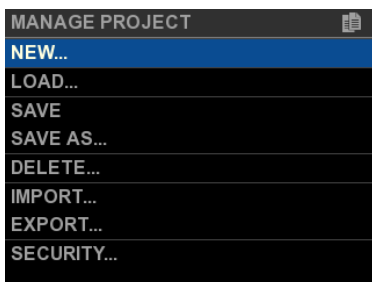 MANAGE PROJECT
NEW...
LOAD...
SAVE
SAVE AS...
DELETE...
IMPORT...
EXPORT...
SECURITY...